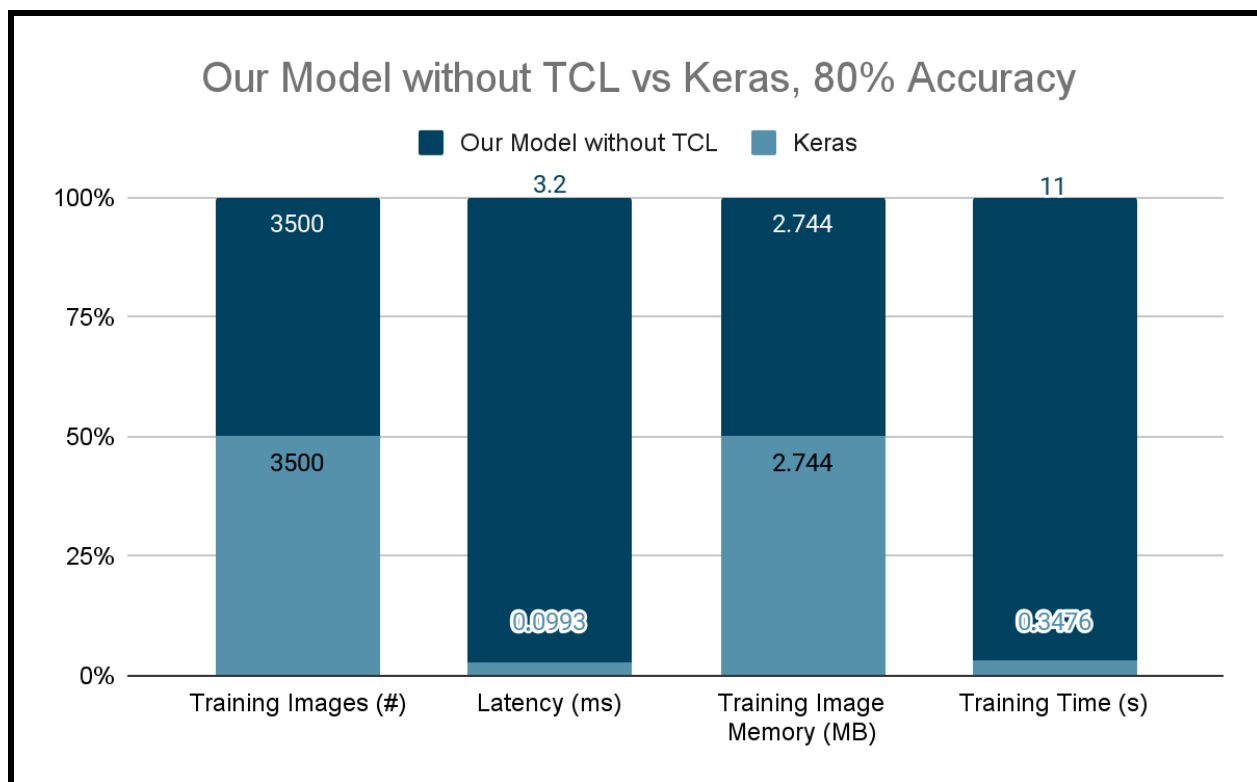 Our Model without TCL vs Keras, 80% Accuracy
Our Model without TCL Keras
3.2 11
100%
3500 2.744
75%
50%
3500 2.744
25%
0.0993 0.3476
0%
Training Images (#) Latency (ms) Training Image Training Time (s)
Memory (MB)